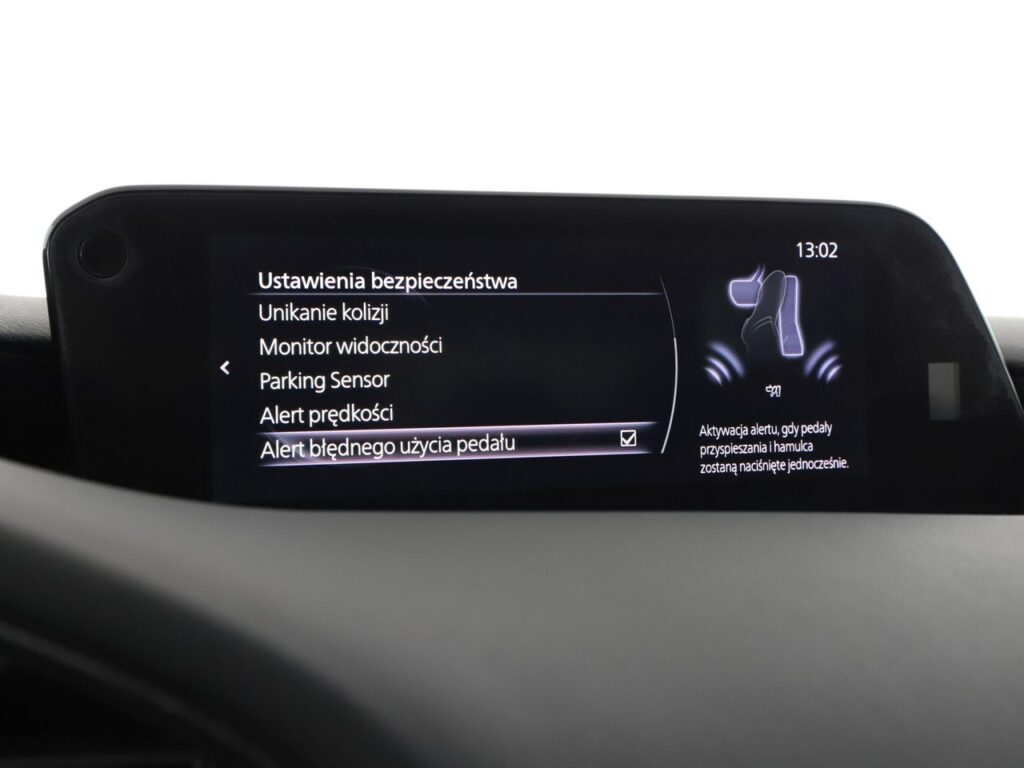 13:02
Ustawienia bezpieczeństwa
Unikanie kolizji
Monitor widoczności
Parking Sensor
Alert prędkości
Alert błędnego użycia pedału
Aktywacja alertu, gdy pedały
przyspieszania i hamulca
zostaną naciśnięte jednocześnie.